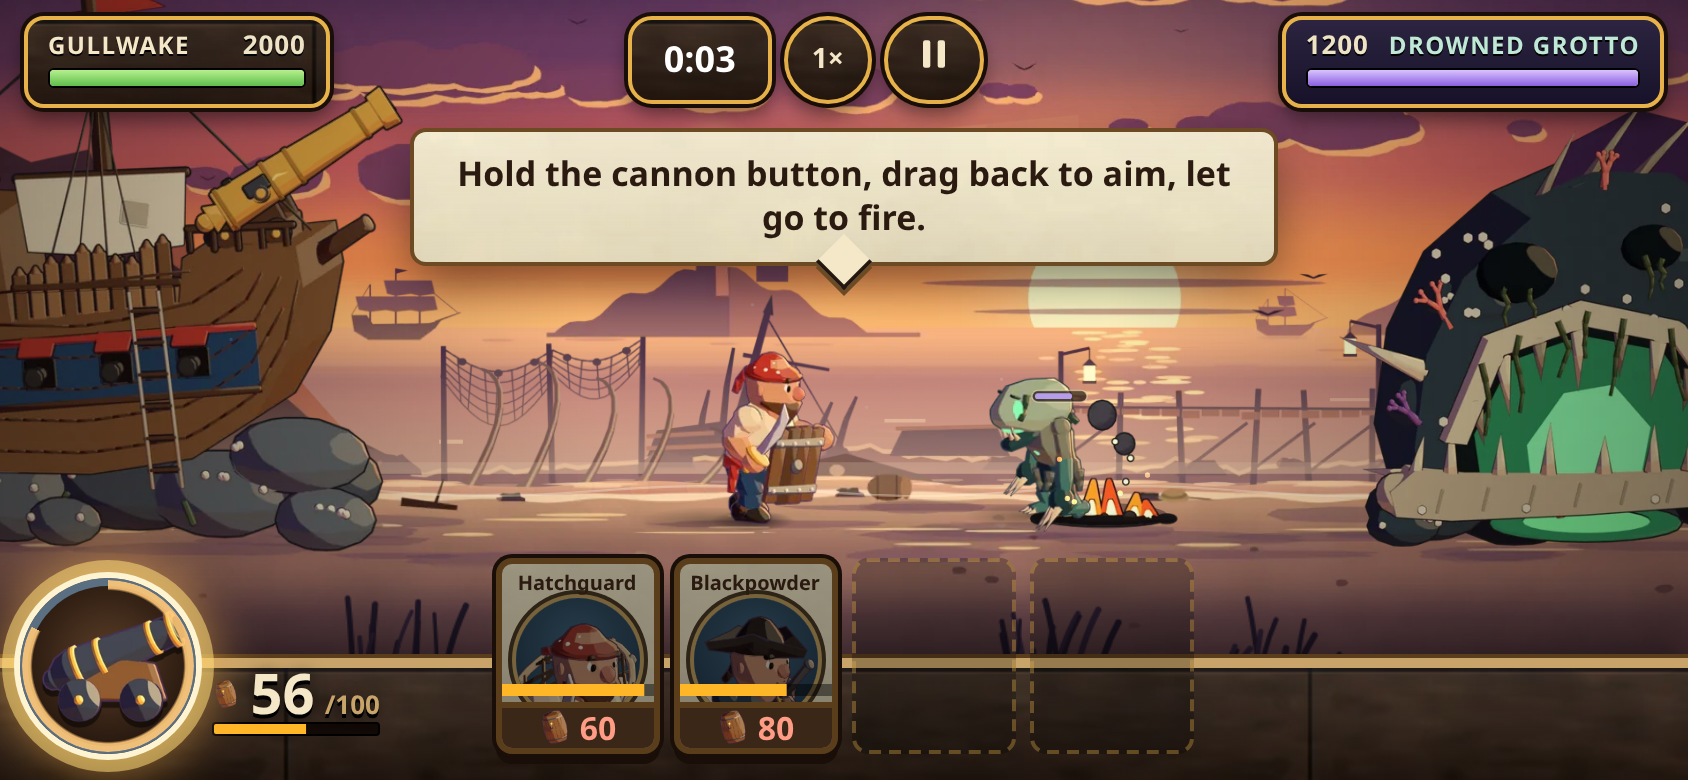 GULLWAKE 2000
0:03
1×
1200 DROWNED GROTTO
Hold the cannon button, drag back to aim, let
go to fire.
Hatchguard
Blackpowder
56 /100
60
80